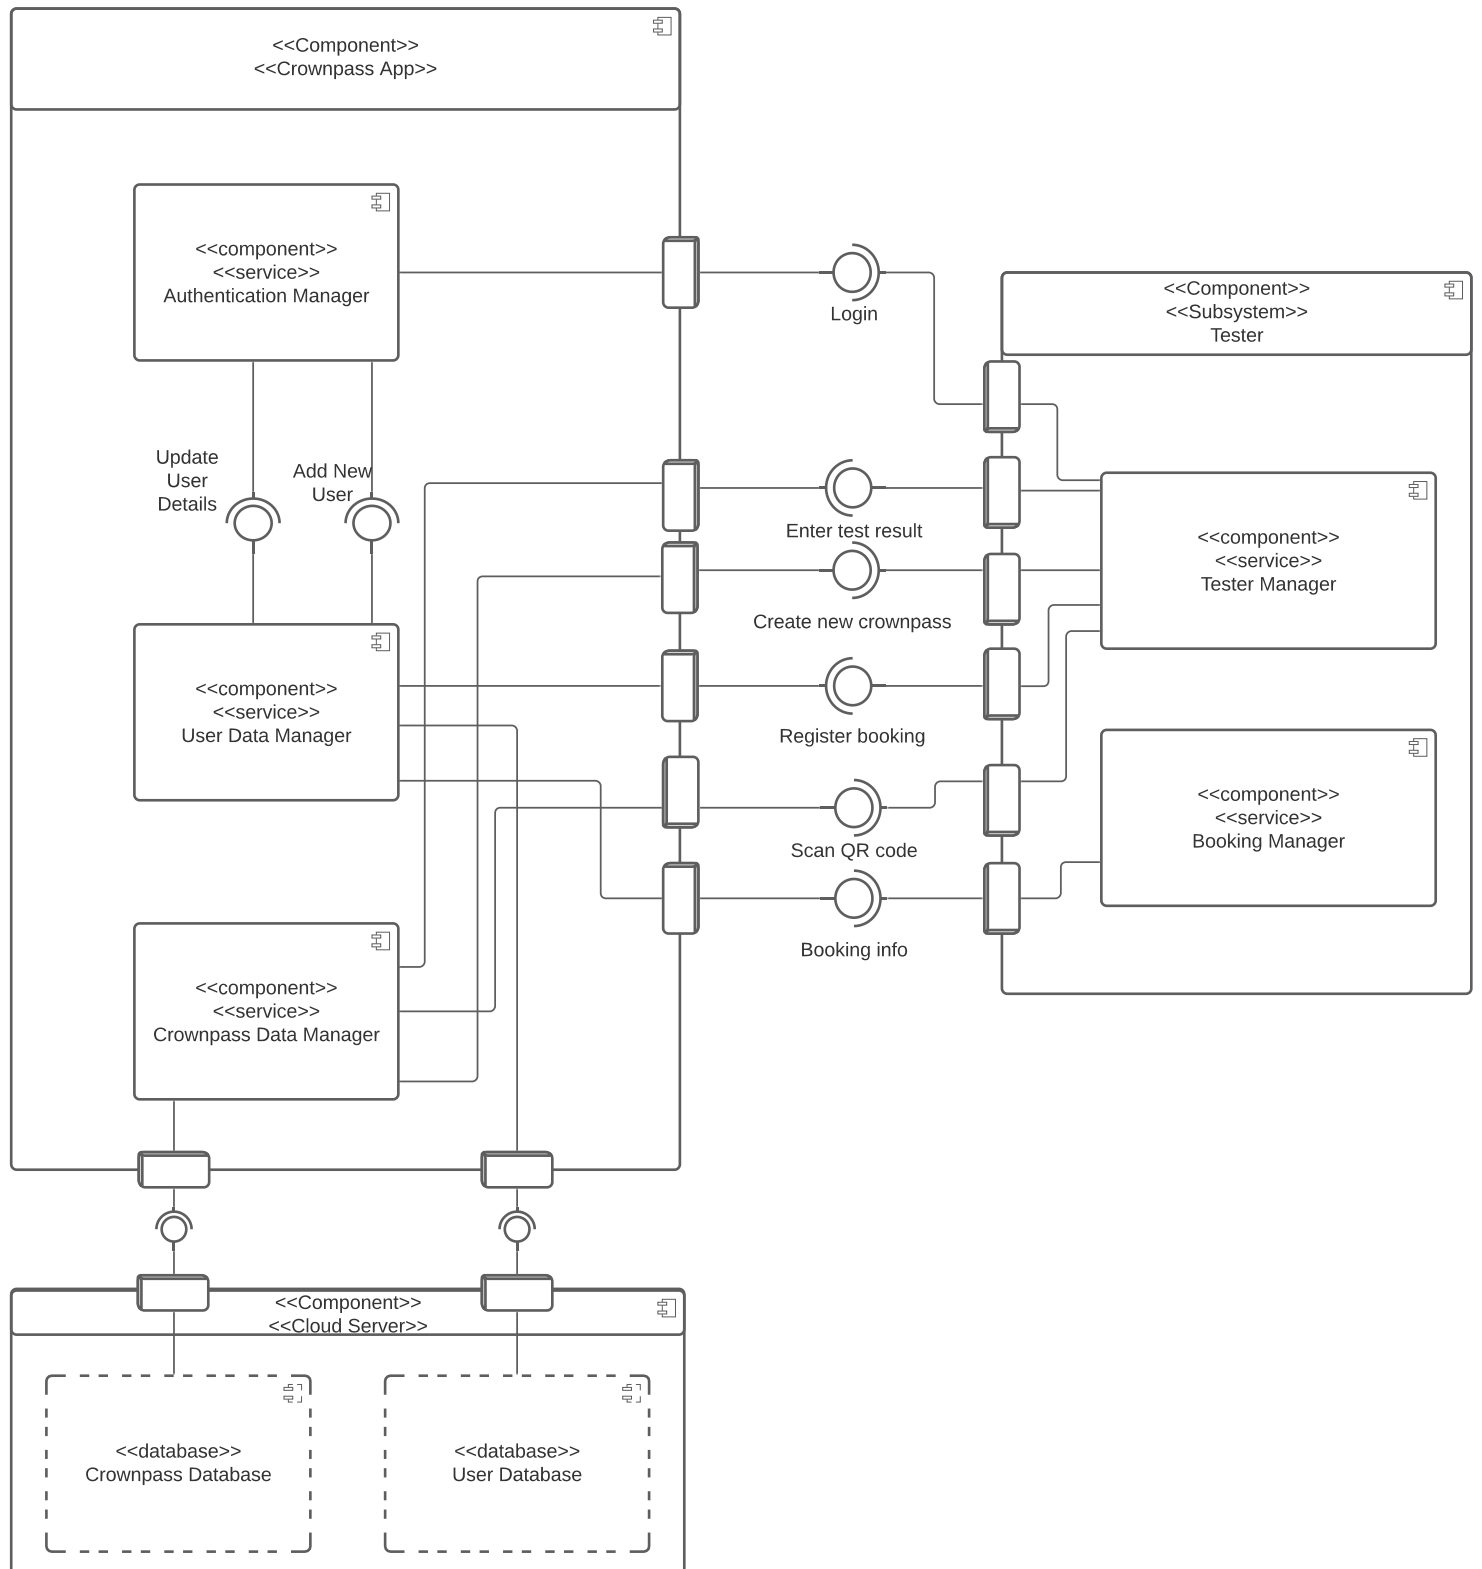 <<Component>>
<<Crownpass App>>
<<component>>
<<service>>
Authentication Manager
Login
<<Component>>
<<Subsystem>>
Tester
Update
User
Details
Add New
User
Enter test result
Create new crownpass
<<component>>
<<service>>
Tester Manager
<<component>>
<<service>>
User Data Manager
Register booking
<<component>>
<<service>>
Booking Manager
Scan QR code
Booking info
<<component>>
<<service>>
Crownpass Data Manager
<<Component>>
<<Cloud Server>>
<<database>>
Crownpass Database
<<database>>
User Database